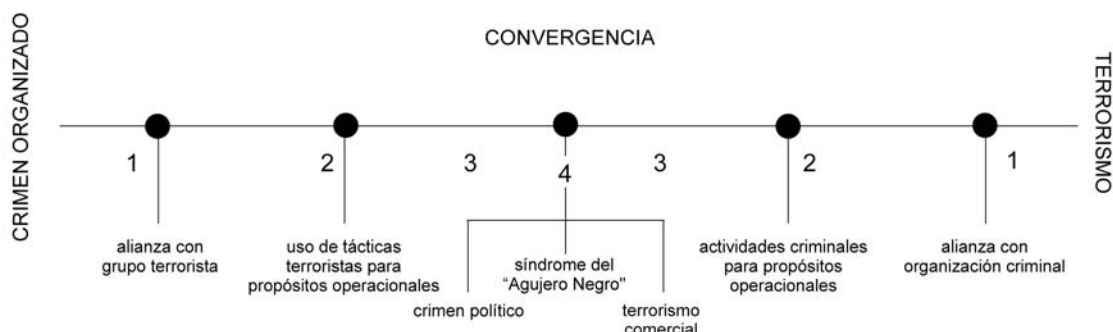 CONVERGENCIA
CRIMEN ORGANIZADO
TERRORISMO
1
2
3
4
3
2
1
alianza con
grupo terrorista
uso de tácticas
terroristas para
propósitos operacionales
crimen político
síndrome del
“Agujero Negro"
terrorismo
comercial
actividades criminales
para propósitos
operacionales
alianza con
organización criminal